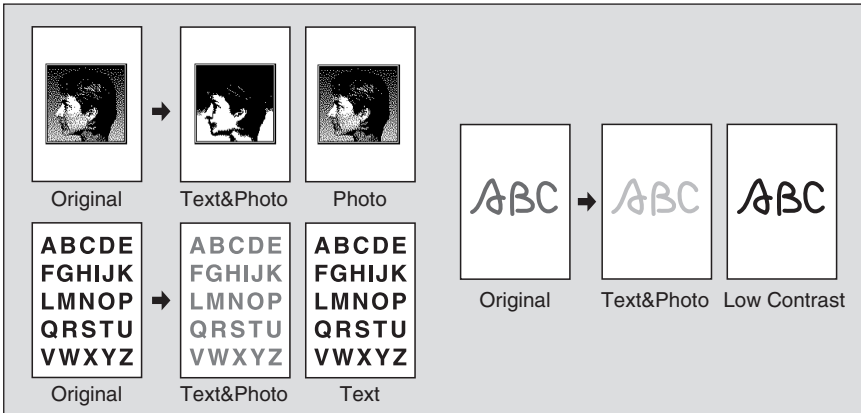 Original
Text&Photo
Photo
ABCDE
FGHIJK
LMNOP
QRSTU
VWXYZ
ABCDE
FGHIJK
LMNOP
QRSTU
VWXYZ
ABCDE
FGHIJK
LMNOP
QRSTU
VWXYZ
Original
Text&Photo
Text
ABC
ABC
ABC
Original
Text&Photo
Low Contrast